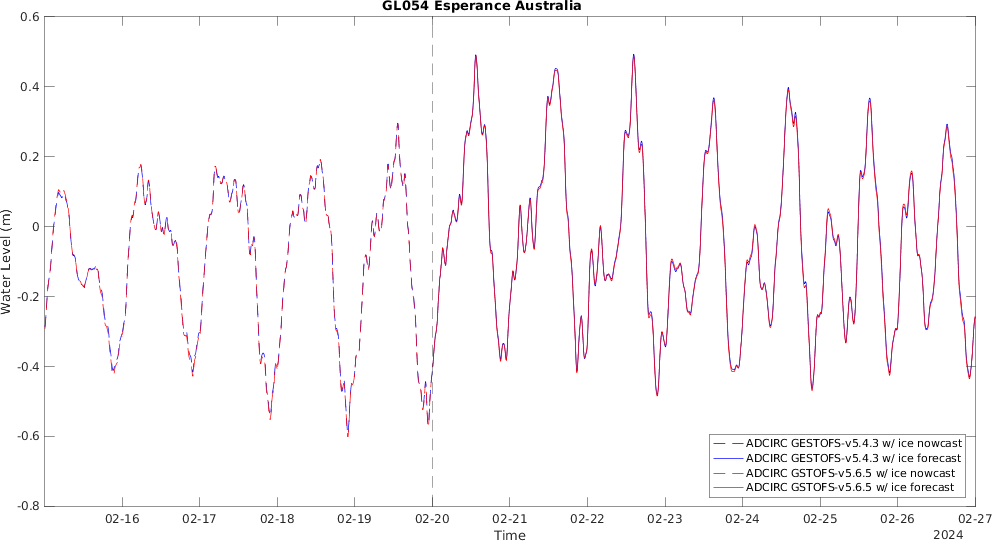 GL054 Esperance Australia
0.6
0.4
0.2
0
-0.2
-0.4
-0.6
-0.8
Water Level (m)
ADCIRC GESTOFS-v5.4.3 w/ ice nowcast
ADCIRC GESTOFS-v5.4.3 w/ ice forecast
ADCIRC GSTOFS-v5.6.5 w/ ice nowcast
ADCIRC GSTOFS-v5.6.5 w/ ice forecast
02-16 02-17 02-18 02-19 02-20 02-21 02-22 02-23 02-24 02-25 02-26 02-27
Time
2024